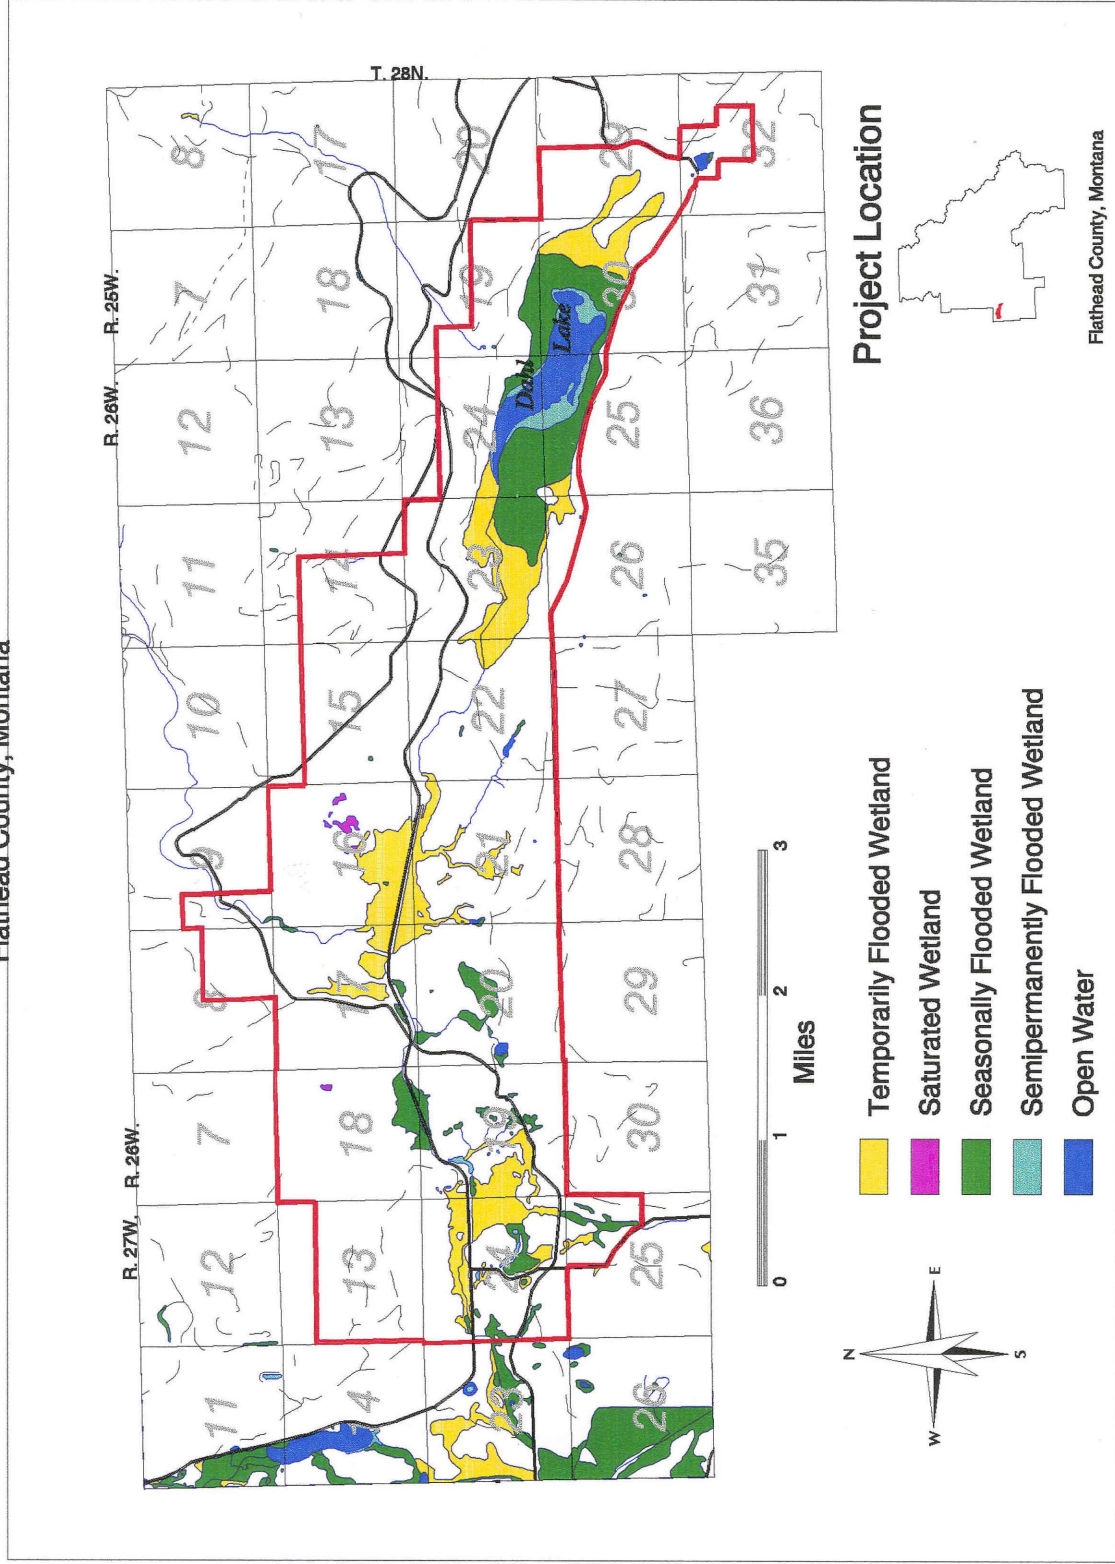 Flathead County, Montana
R. 27W. R. 26W. R. 26W. R. 25W.
11 12 7 8 9 10 11 12 7 8
14 13 18 17 16 15 14 13 18 17
T. 28N.
23 24 19 20 21 22 23 24 19 20
Dahl Lake
26 25 30 29 28 27 26 25 30 29
35 36 31 32
0 1 2 3
Miles
N
W E
S
Temporarily Flooded Wetland
Saturated Wetland
Seasonally Flooded Wetland
Semipermanently Flooded Wetland
Open Water
Project Location
Flathead County, Montana